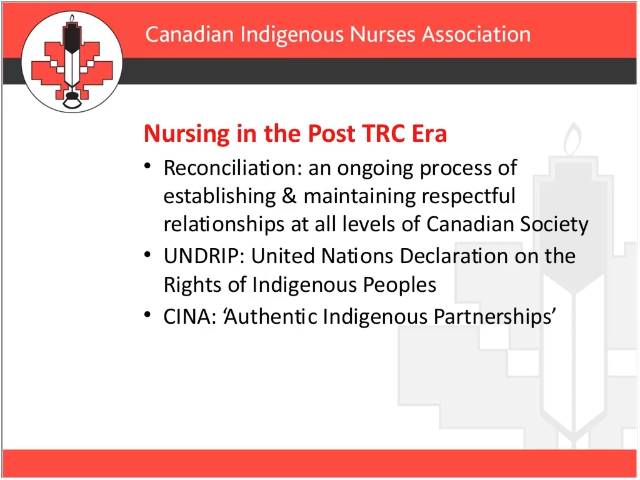 Canadian Indigenous Nurses Association
Nursing in the Post TRC Era
• Reconciliation: an ongoing process of
establishing & maintaining respectful
relationships at all levels of Canadian Society
• UNDRIP: United Nations Declaration on the
Rights of Indigenous Peoples
• CINA: ‘Authentic Indigenous Partnerships’